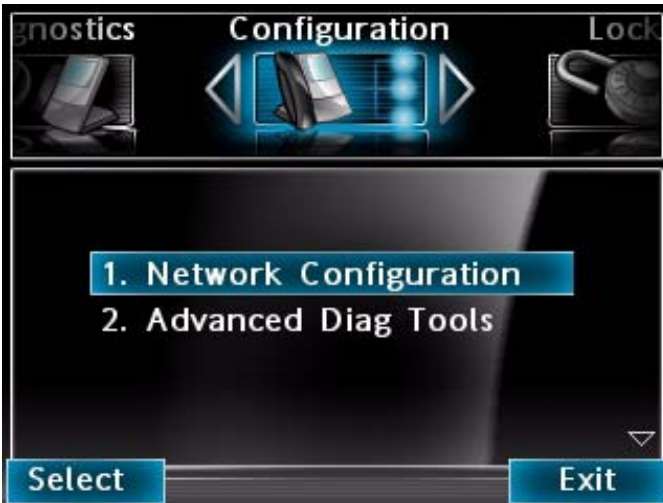 gnostics Configuration Lock
1. Network Configuration
2. Advanced Diag Tools
Select Exit